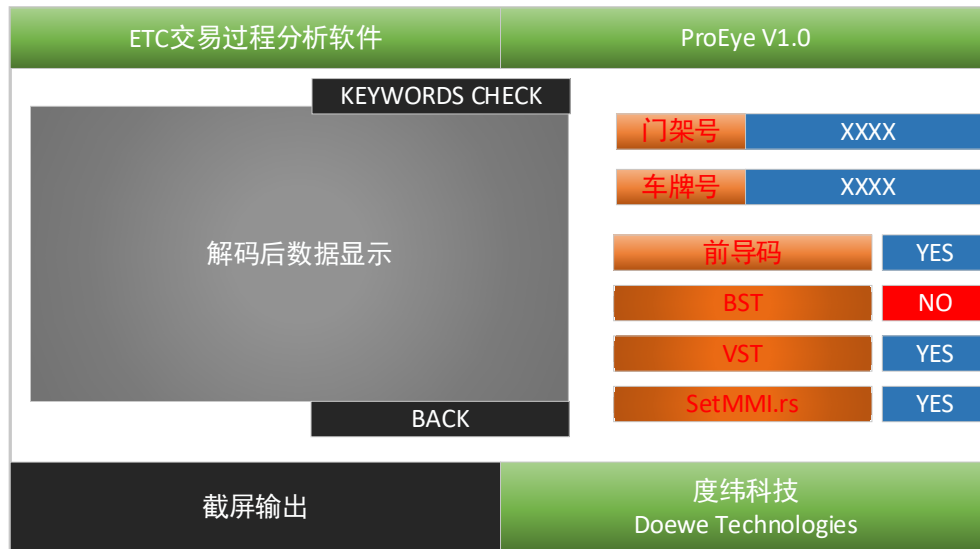 ETC交易过程分析软件
ProEye V1.0
KEYWORDS CHECK
解码后数据显示
BACK
门架号 XXXX
车牌号 XXXX
前导码 YES
BST NO
VST YES
SetMMI.rs YES
截屏输出
度纬科技
Doewe Technologies